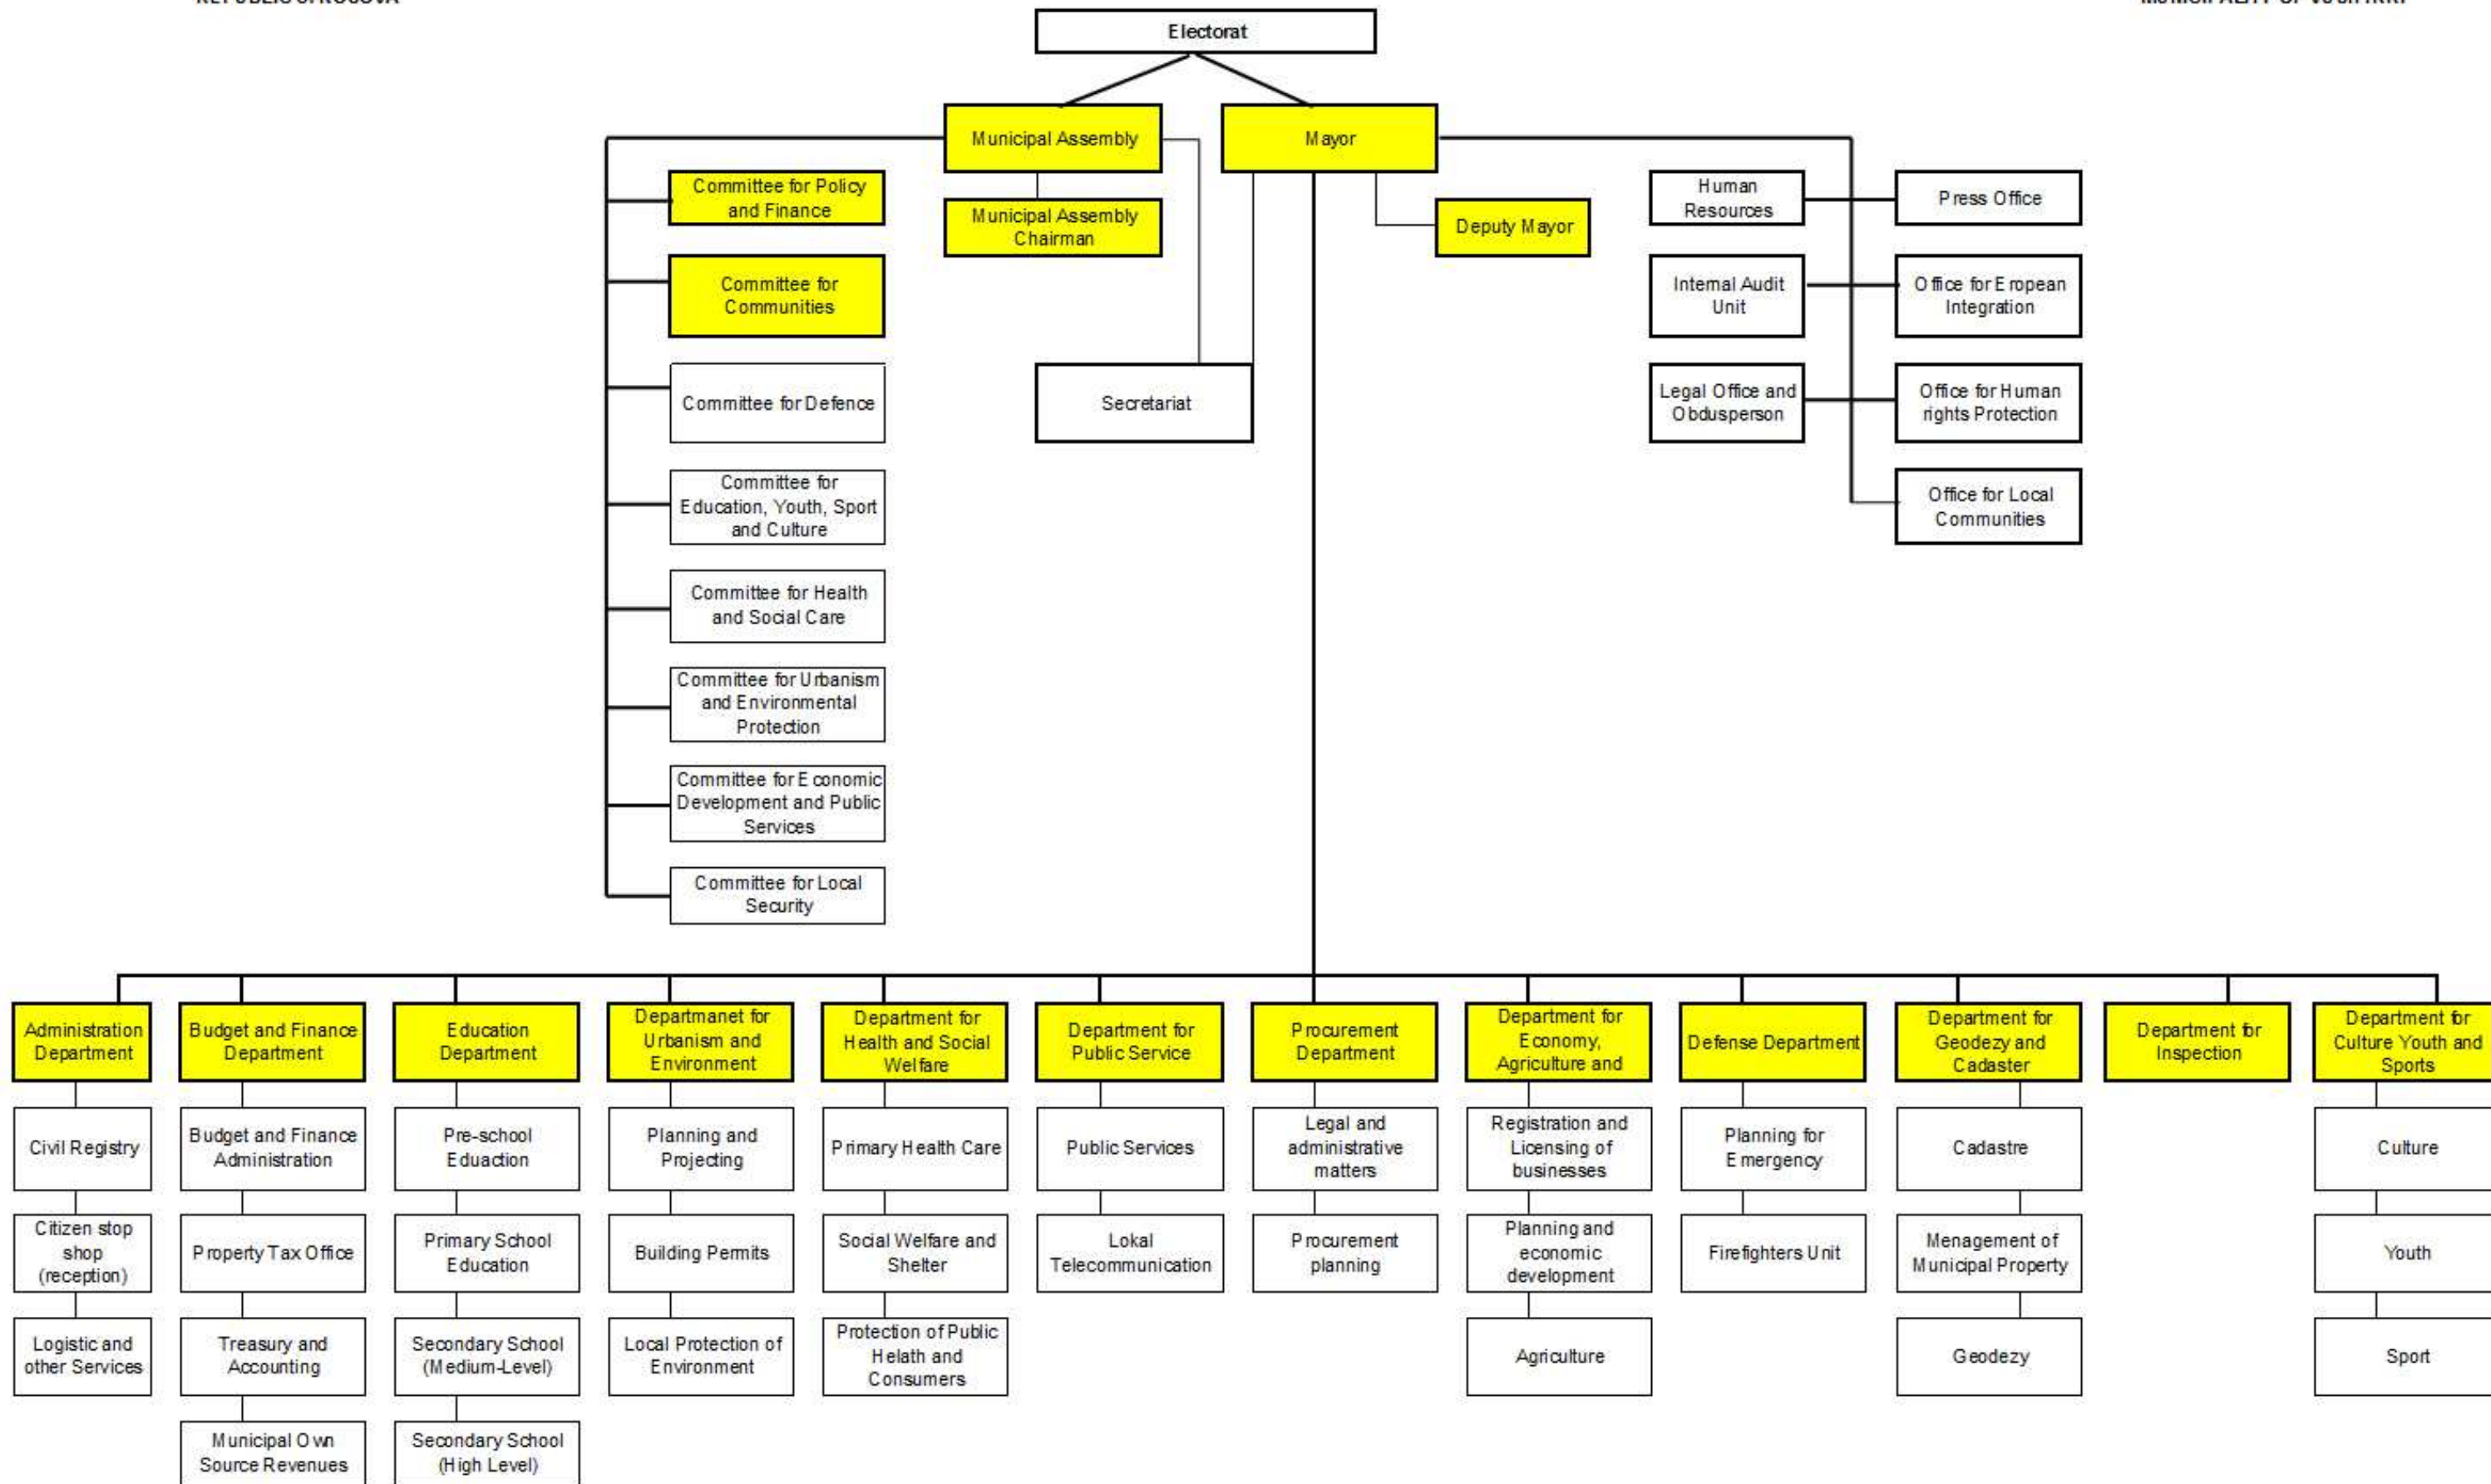 Electorat
Municipal Assembly
Mayor
Committee for Policy
and Finance
Municipal Assembly
Chairman
Deputy Mayor
Human
Resources
Press Office
Committee for
Communities
Internal Audit
Unit
Office for Eropean
Integration
Committee for Defence
Secretariat
Legal Office and
Obdusperson
Office for Human
rights Protection
Committee for
Education, Youth, Sport
and Culture
Office for Local
Communities
Committee for Health
and Social Care
Committee for Urbanism
and Environmental
Protection
Committee for Economic
Development and Public
Services
Committee for Local
Security
Administration
Department
Budget and Finance
Department
Education
Department
Departmanet for
Urbanism and
Environment
Department for
Health and Social
Welfare
Department for
Public Service
Procurement
Department
Department for
Economy,
Agriculture and
Defense Department
Department for
Geodezy and
Cadaster
Department for
Inspection
Department for
Culture Youth and
Sports
Civil Registry
Budget and Finance
Administration
Pre-school
Eduaction
Planning and
Projecting
Primary Health Care
Public Services
Legal and
administrative
matters
Registration and
Licensing of
businesses
Planning for
Emergency
Cadastre
Culture
Citizen stop
shop
(reception)
Property Tax Office
Primary School
Education
Building Permits
Social Welfare and
Shelter
Lokal
Telecommunication
Procurement
planning
Planning and
economic
development
Firefighters Unit
Menagement of
Municipal Property
Youth
Logistic and
other Services
Treasury and
Accounting
Secondary School
(Medium-Level)
Local Protection of
Environment
Protection of Public
Helath and
Consumers
Agriculture
Geodezy
Sport
Municipal Own
Source Revenues
Secondary School
(High Level)